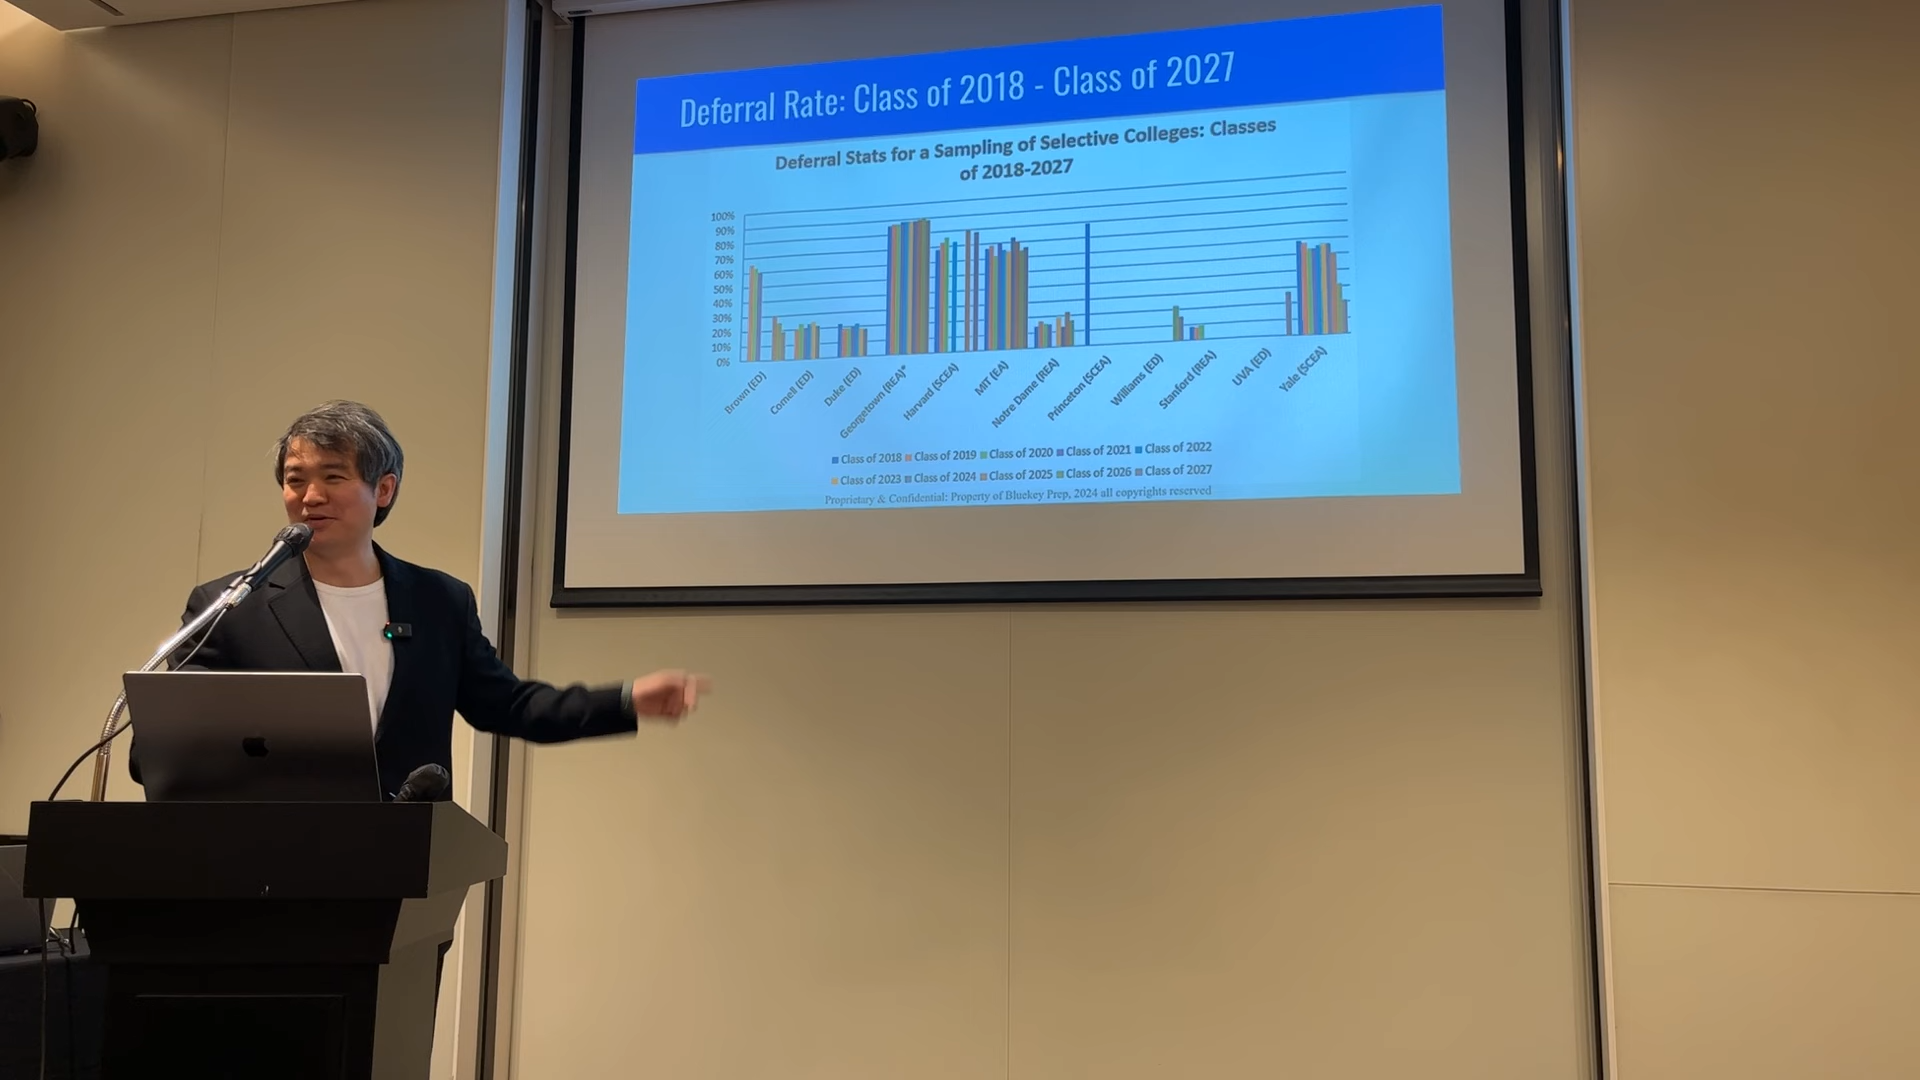 Deferral Rate: Class of 2018 - Class of 2027
Deferral Stats for a Sampling of Selective Colleges: Classes
of 2018-2027
100%
90%
80%
70%
60%
50%
40%
30%
20%
10%
0%
Brown (ED)
Cornell (ED)
Duke (ED)
Georgetown (REA)*
Harvard (SCEA)
MIT (EA)
Notre Dame (REA)
Princeton (SCEA)
Williams (ED)
Stanford (REA)
UVA (ED)
Yale (SCEA)
Class of 2018 Class of 2019 Class of 2020 Class of 2021 Class of 2022
Class of 2023 Class of 2024 Class of 2025 Class of 2026 Class of 2027
Proprietary & Confidential: Property of Bluekey Prep, 2024 all copyrights reserved